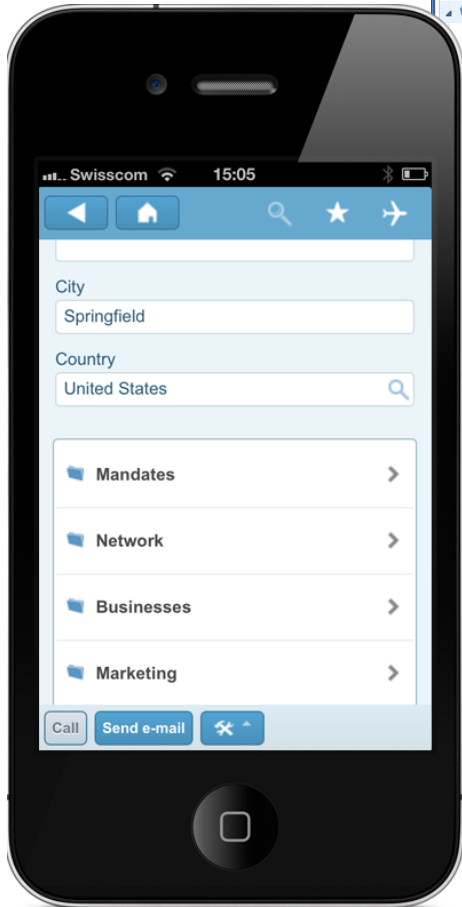 Swisscom 15:05
City
Springfield
Country
United States
Mandates
Network
Businesses
Marketing
Call Send e-mail